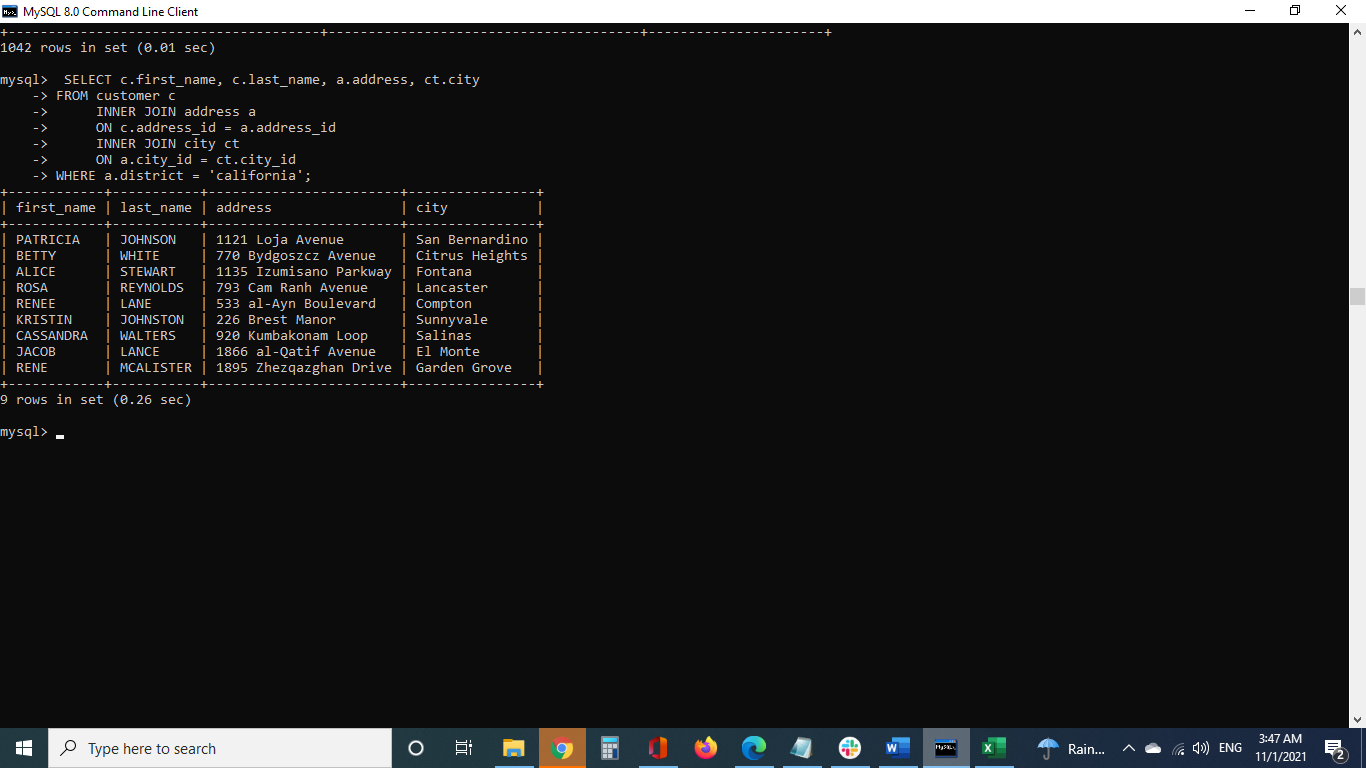 MySQL 8.0 Command Line Client
+---------------------------------------+---------------------------------------+----------------------+
1042 rows in set (0.01 sec)
mysql>  SELECT c.first_name, c.last_name, a.address, ct.city
    -> FROM customer c
    ->      INNER JOIN address a
    ->      ON c.address_id = a.address_id
    ->      INNER JOIN city ct
    ->      ON a.city_id = ct.city_id
    -> WHERE a.district = 'california';
+------------+-----------+------------------------+----------------+
| first_name | last_name | address                | city           |
+------------+-----------+------------------------+----------------+
| PATRICIA   | JOHNSON   | 1121 Loja Avenue       | San Bernardino |
| BETTY      | WHITE     | 770 Bydgoszcz Avenue   | Citrus Heights |
| ALICE      | STEWART   | 1135 Izumisano Parkway | Fontana        |
| ROSA       | REYNOLDS  | 793 Cam Ranh Avenue    | Lancaster      |
| RENEE      | LANE      | 533 al-Ayn Boulevard   | Compton        |
| KRISTIN    | JOHNSTON  | 226 Brest Manor        | Sunnyvale      |
| CASSANDRA  | WALTERS   | 920 Kumbakonam Loop    | Salinas        |
| JACOB      | LANCE     | 1866 al-Qatif Avenue   | El Monte       |
| RENE       | MCALISTER | 1895 Zhezqazghan Drive | Garden Grove   |
+------------+-----------+------------------------+----------------+
9 rows in set (0.26 sec)
mysql> _
Type here to search
Rain...
ENG
3:47 AM
11/1/2021
2